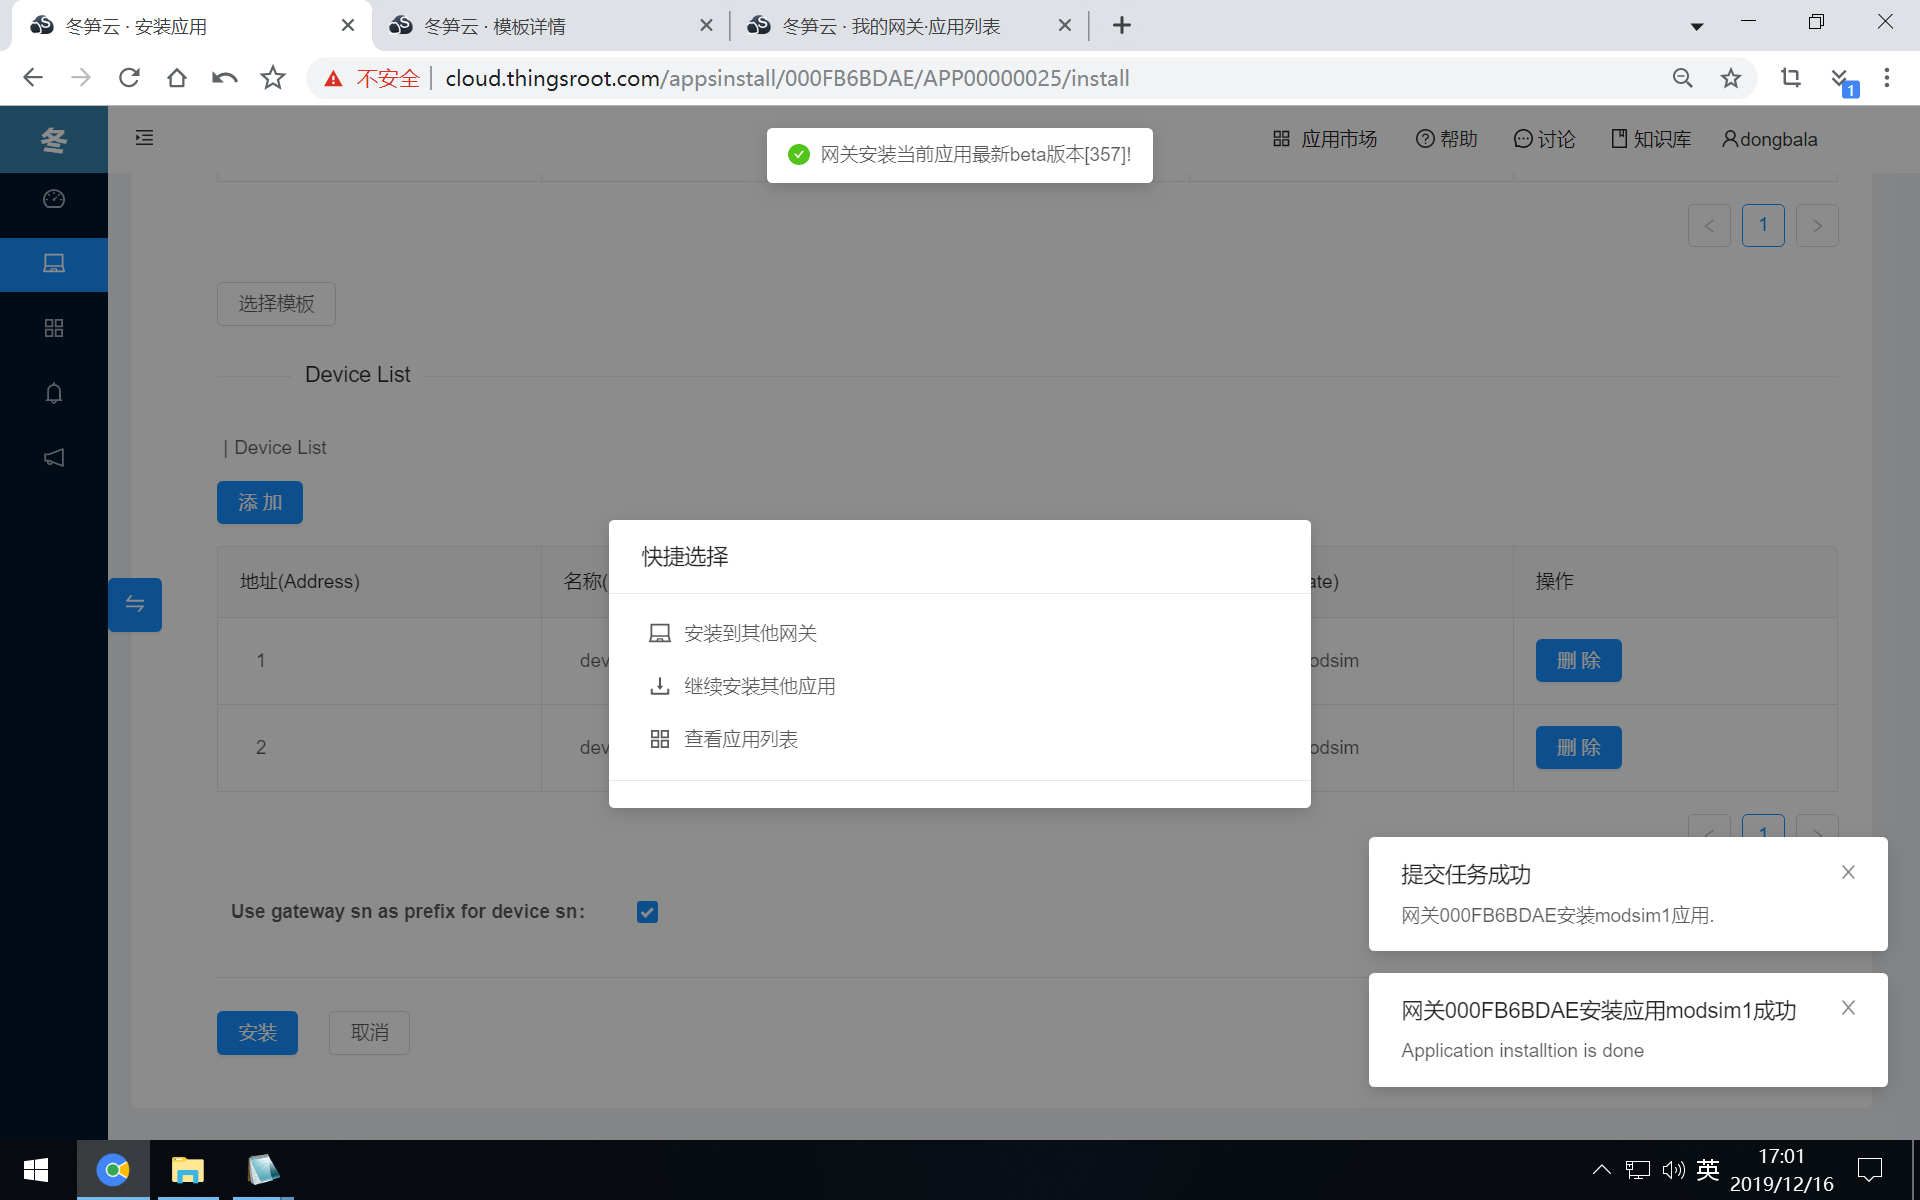 冬笋云 · 安装应用
冬笋云 · 模板详情
冬笋云 · 我的网关·应用列表
不安全
cloud.thingsroot.com/appsinstall/000FB6BDAE/APP00000025/install
1
冬
网关安装当前应用最新beta版本[357]!
应用市场
帮助
讨论
知识库
dongbala
< 1 >
选择模板
Device List
| Device List
添 加
地址(Address)
名称(
ate)
操作
1
dev
odsim
删 除
2
dev
odsim
删 除
快捷选择
安装到其他网关
继续安装其他应用
查看应用列表
< 1 >
提交任务成功
网关000FB6BDAE安装modsim1应用.
Use gateway sn as prefix for device sn:
网关000FB6BDAE安装应用modsim1成功
Application installtion is done
安装
取消
英
17:01
2019/12/16